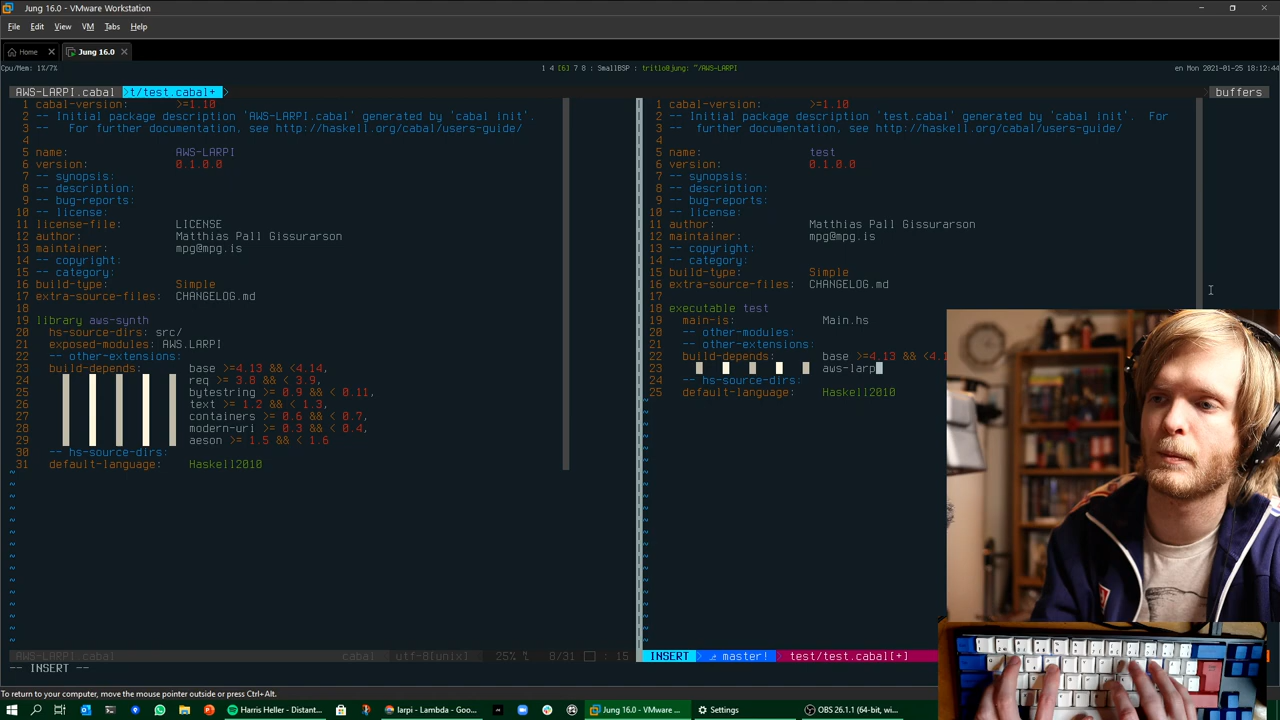 Jung 16.0 - VMware Workstation
File Edit View VM Tabs Help
Home Jung 16.0
Cpu/Mem: 1%/7% 1 4 [6] 7 8 : SmallBSP : tritlo@jung: ~/AWS-LARPI en Mon 2021-01-25 18:12:44
AWS-LARPI.cabal t/test.cabal+ buffers
1 cabal-version: >=1.10
2 -- Initial package description 'AWS-LARPI.cabal' generated by 'cabal init'.
3 -- For further documentation, see http://haskell.org/cabal/users-guide/
4
5 name: AWS-LARPI
6 version: 0.1.0.0
7 -- synopsis:
8 -- description:
9 -- bug-reports:
10 -- license:
11 license-file: LICENSE
12 author: Matthias Pall Gissurarson
13 maintainer: mpg@mpg.is
14 -- copyright:
15 -- category:
16 build-type: Simple
17 extra-source-files: CHANGELOG.md
18
19 library aws-synth
20 hs-source-dirs: src/
21 exposed-modules: AWS.LARPI
22 -- other-extensions:
23 build-depends: base >=4.13 && <4.14,
24 req >= 3.8 && < 3.9,
25 bytestring >= 0.9 && < 0.11,
26 text >= 1.2 && < 1.3,
27 containers >= 0.6 && < 0.7,
28 modern-uri >= 0.3 && < 0.4,
29 aeson >= 1.5 && < 1.6
30 -- hs-source-dirs:
31 default-language: Haskell2010
1 cabal-version: >=1.10
2 -- Initial package description 'test.cabal' generated by 'cabal init'. For
3 -- further documentation, see http://haskell.org/cabal/users-guide/
4
5 name: test
6 version: 0.1.0.0
7 -- synopsis:
8 -- description:
9 -- bug-reports:
10 -- license:
11 author: Matthias Pall Gissurarson
12 maintainer: mpg@mpg.is
13 -- copyright:
14 -- category:
15 build-type: Simple
16 extra-source-files: CHANGELOG.md
17
18 executable test
19 main-is: Main.hs
20 -- other-modules:
21 -- other-extensions:
22 build-depends: base >=4.13 && <4.1
23 aws-larp
24 -- hs-source-dirs:
25 default-language: Haskell2010
AWS-LARPI.cabal cabal utf-8[unix] 25% 8/31 : 15
INSERT master! test/test.cabal[+]
-- INSERT --
To return to your computer, move the mouse pointer outside or press Ctrl+Alt.
Harris Heller - Distant... larpi - Lambda - Goo... Jung 16.0 - VMware ... Settings OBS 26.1.1 (64-bit, w...